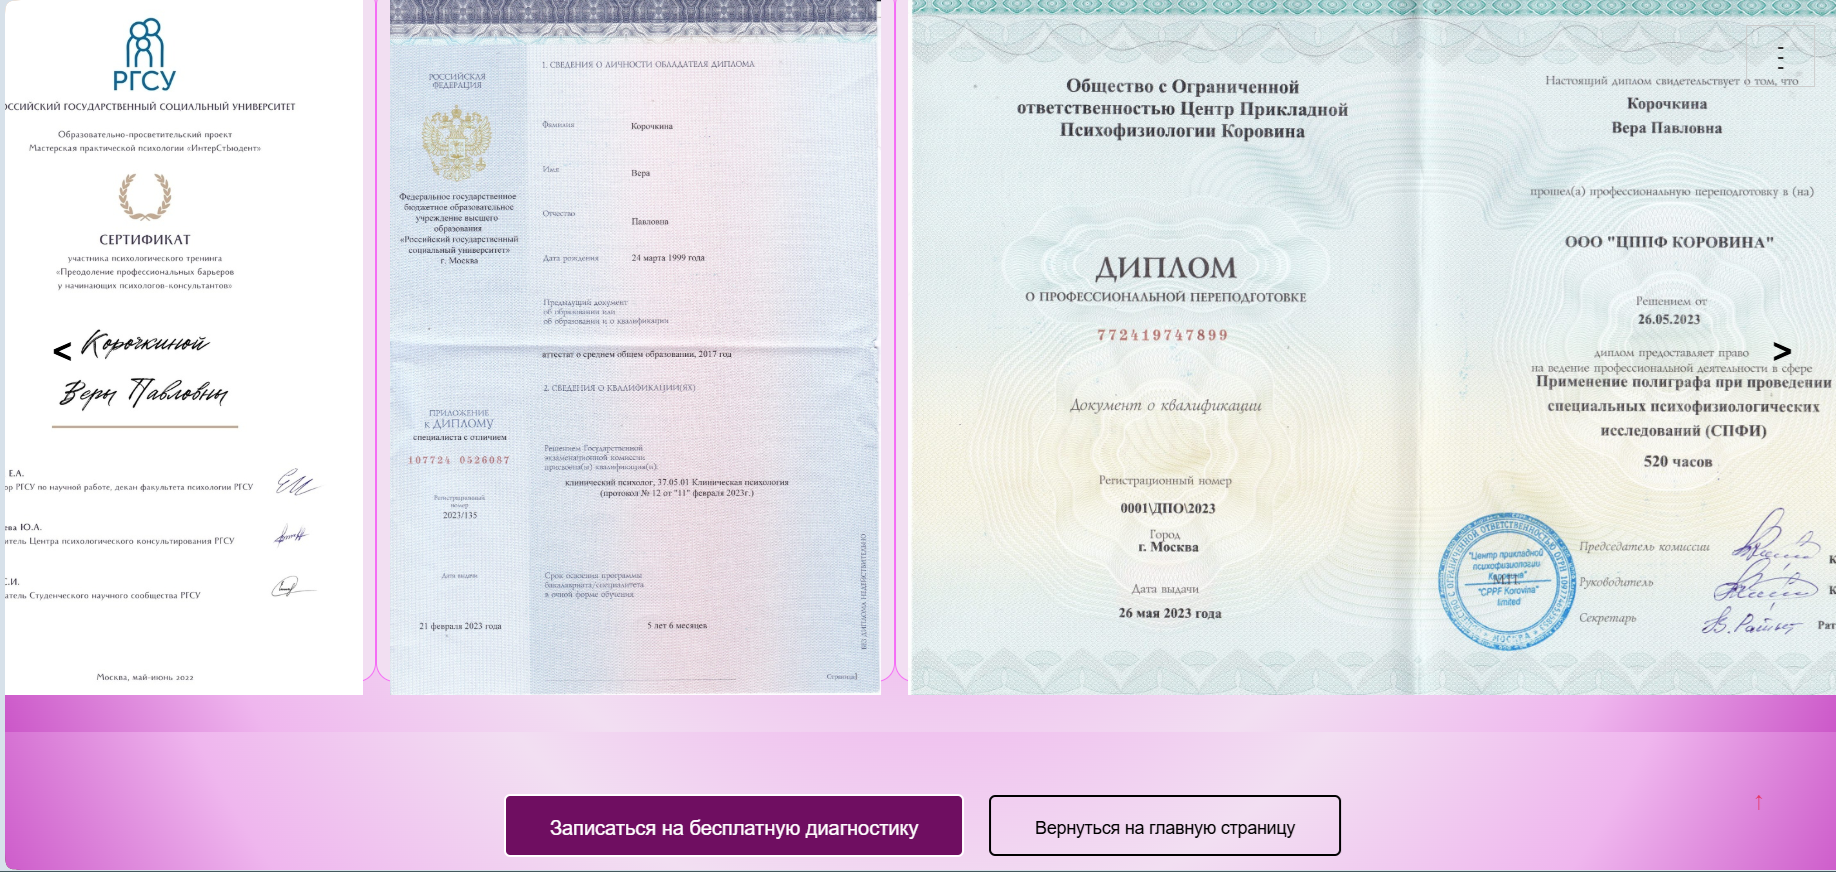 РГСУ
ОССИЙСКИЙ ГОСУДАРСТВЕННЫЙ СОЦИАЛЬНЫЙ УНИВЕРСИТЕТ
Образовательно-просветительский проект
Мастерская практической психологии «ИнтерСтЬюдент»
СЕРТИФИКАТ
участника психологического тренинга
«Преодоление профессиональных барьеров
у начинающих психологов-консультантов»
Корочкиной
Веры Павловны
Е.А.
ор РГСУ по научной работе, декан факультета психологии РГСУ
ева Ю.А.
итель Центра психологического консультирования РГСУ
С.И.
атель Студенческого научного сообщества РГСУ
Москва, май-июнь 2022
<
РОССИЙСКАЯ
ФЕДЕРАЦИЯ
Федеральное государственное
бюджетное образовательное
учреждение высшего
образования
«Российский государственный
социальный университет»
г. Москва
ПРИЛОЖЕНИЕ
к ДИПЛОМУ
специалиста с отличием
107724 0526087
Регистрационный
номер
2023/135
Дата выдачи
21 февраля 2023 года
1. СВЕДЕНИЯ О ЛИЧНОСТИ ОБЛАДАТЕЛЯ ДИПЛОМА
Фамилия Корочкина
Имя Вера
Отчество Павловна
Дата рождения 24 марта 1999 года
Предыдущий документ
об образовании или
об образовании и о квалификации
аттестат о среднем общем образовании, 2017 года
2. СВЕДЕНИЯ О КВАЛИФИКАЦИИ(ЯХ)
Решением Государственной
экзаменационной комиссии
присвоена(ы) квалификация(и)
клинический психолог, 37.05.01 Клиническая психология
(протокол № 12 от "11" февраля 2023г.)
Срок освоения программы
бакалавриата/специалитета
в очной форме обучения
5 лет 6 месяцев
БЕЗ ДИПЛОМА НЕДЕЙСТВИТЕЛЬНО
Страница 1
Общество с Ограниченной
ответственностью Центр Прикладной
Психофизиологии Коровина
ДИПЛОМ
О ПРОФЕССИОНАЛЬНОЙ ПЕРЕПОДГОТОВКЕ
772419747899
Документ о квалификации
Регистрационный номер
0001\ДПО\2023
Город
г. Москва
Дата выдачи
26 мая 2023 года
Настоящий диплом свидетельствует о том, что
Корочкина
Вера Павловна
прошел(а) профессиональную переподготовку в (на)
ООО "ЦППФ КОРОВИНА"
Решением от
26.05.2023
диплом предоставляет право
на ведение профессиональной деятельности в сфере
Применение полиграфа при проведении
специальных психофизиологических
исследований (СПФИ)
520 часов
Председатель комиссии
Руководитель
Секретарь
Рат
М.П.
"Центр прикладной
психофизиологии
Коровина"
"CPPF Korovina"
limited
МОСКВА
>
Записаться на бесплатную диагностику
Вернуться на главную страницу
↑